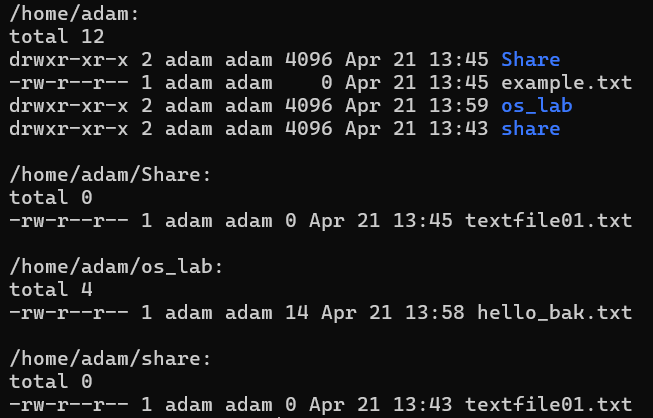 /home/adam:
total 12
drwxr-xr-x 2 adam adam 4096 Apr 21 13:45 Share
-rw-r--r-- 1 adam adam    0 Apr 21 13:45 example.txt
drwxr-xr-x 2 adam adam 4096 Apr 21 13:59 os_lab
drwxr-xr-x 2 adam adam 4096 Apr 21 13:43 share

/home/adam/Share:
total 0
-rw-r--r-- 1 adam adam 0 Apr 21 13:45 textfile01.txt

/home/adam/os_lab:
total 4
-rw-r--r-- 1 adam adam 14 Apr 21 13:58 hello_bak.txt

/home/adam/share:
total 0
-rw-r--r-- 1 adam adam 0 Apr 21 13:43 textfile01.txt